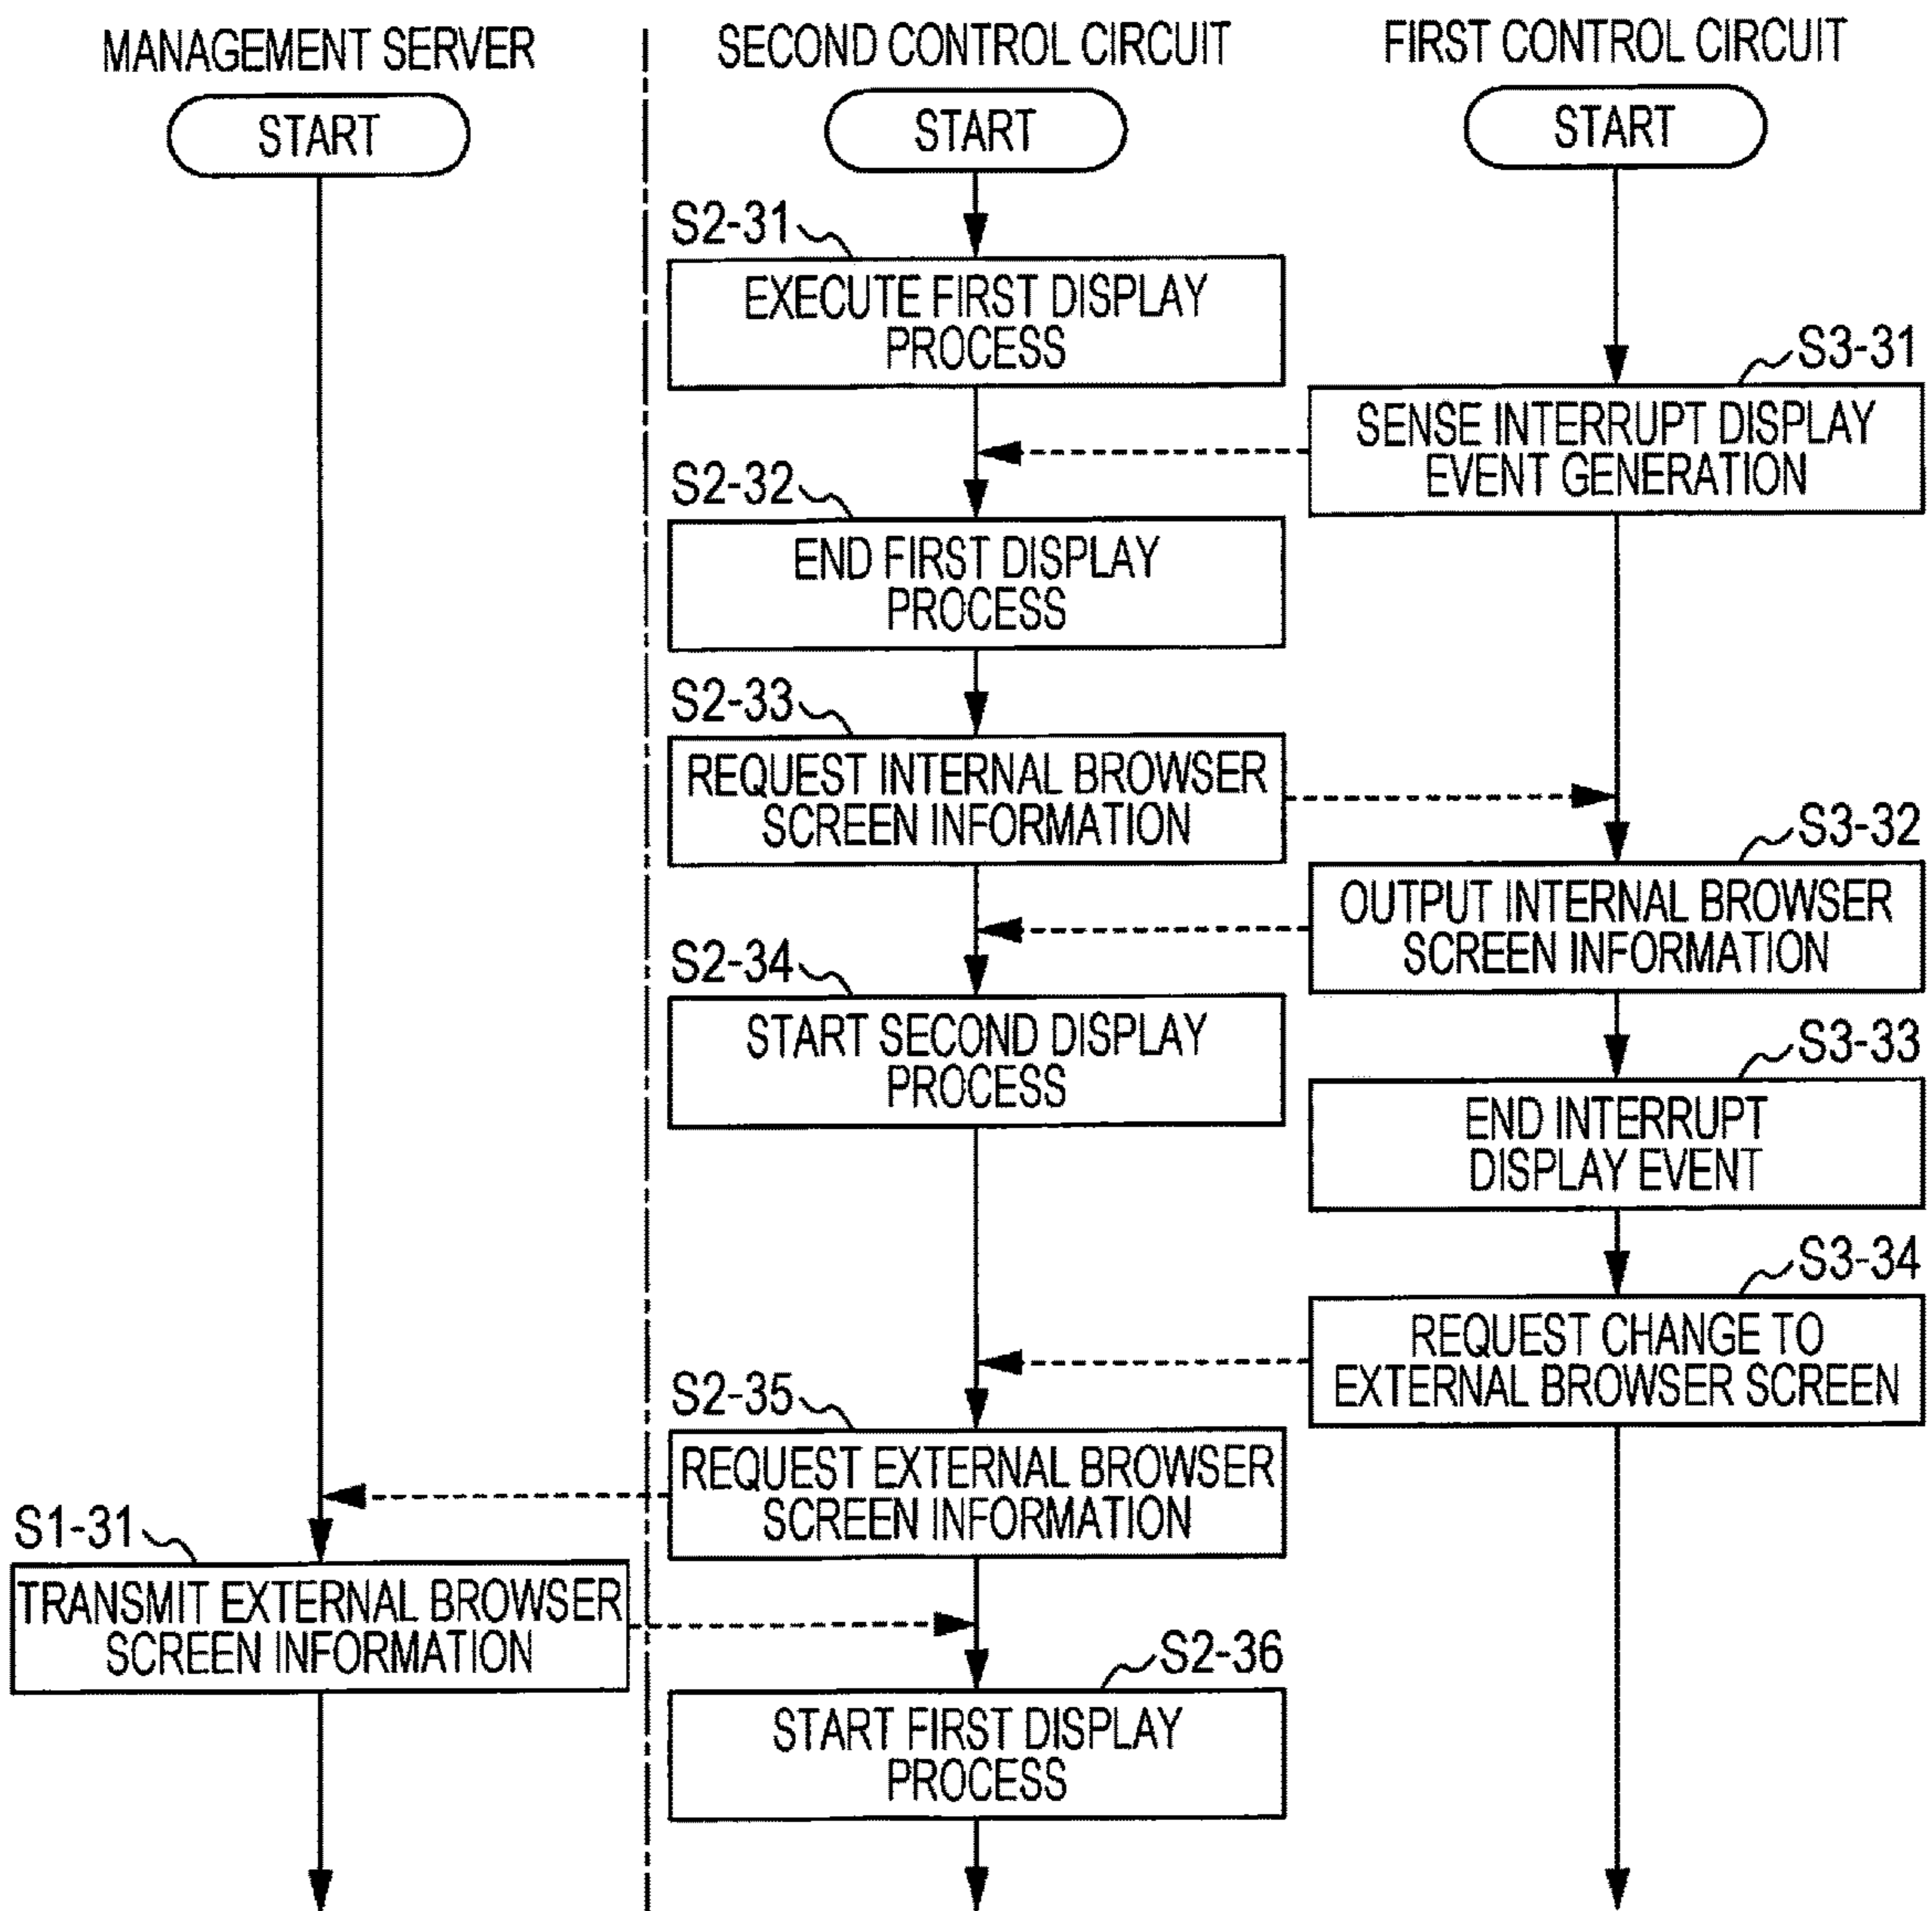 MANAGEMENT SERVER
SECOND CONTROL CIRCUIT
FIRST CONTROL CIRCUIT
START
START
START
S2-31
EXECUTE FIRST DISPLAY
PROCESS
S3-31
SENSE INTERRUPT DISPLAY
EVENT GENERATION
S2-32
END FIRST DISPLAY
PROCESS
S2-33
REQUEST INTERNAL BROWSER
SCREEN INFORMATION
S3-32
OUTPUT INTERNAL BROWSER
SCREEN INFORMATION
S2-34
START SECOND DISPLAY
PROCESS
S3-33
END INTERRUPT
DISPLAY EVENT
S3-34
REQUEST CHANGE TO
EXTERNAL BROWSER SCREEN
S2-35
REQUEST EXTERNAL BROWSER
SCREEN INFORMATION
S1-31
TRANSMIT EXTERNAL BROWSER
SCREEN INFORMATION
S2-36
START FIRST DISPLAY
PROCESS